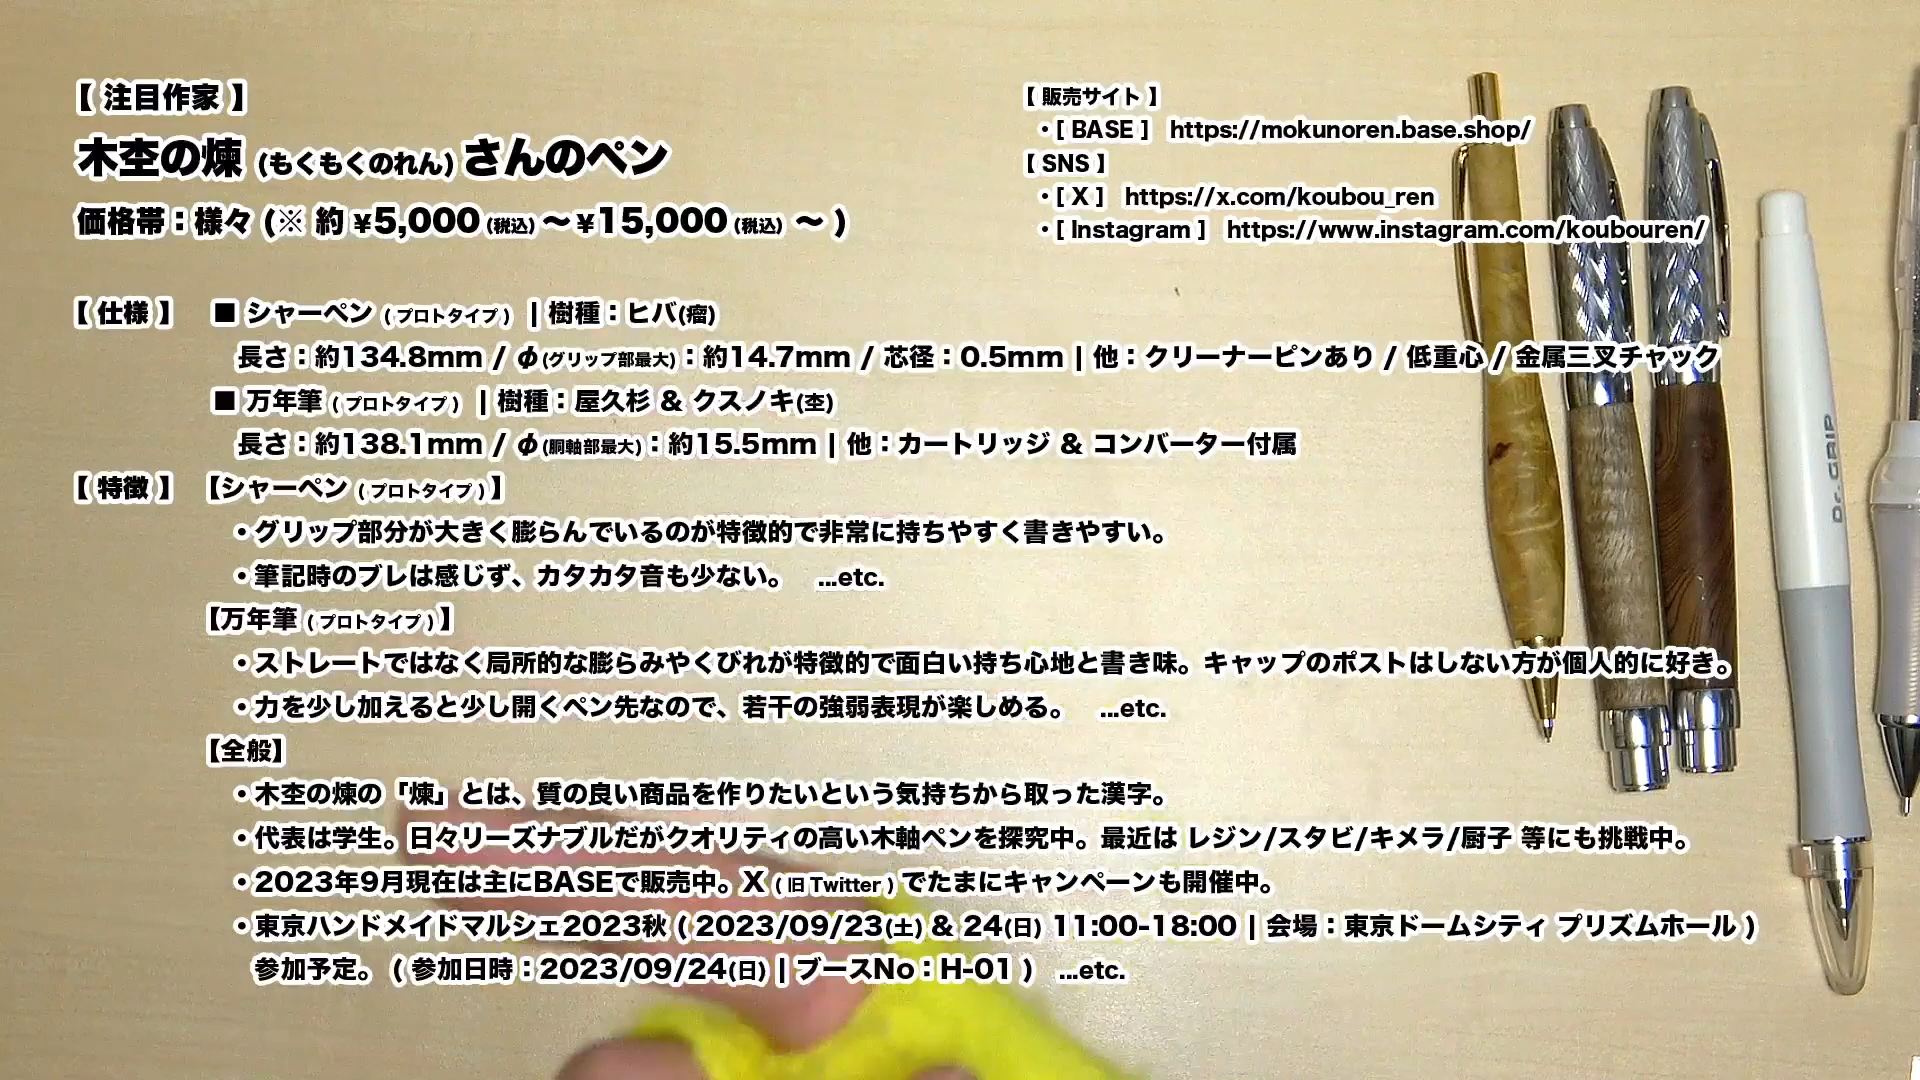 【 注目作家 】
木杢の煉 (もくもくのれん) さんのペン
価格帯：様々 (※ 約 ¥5,000 (税込) ～ ¥15,000 (税込) ～ )
【 販売サイト 】
・[ BASE ]　https://mokunoren.base.shop/
【 SNS 】
・[ X ]　https://x.com/koubou_ren
・[ Instagram ]　https://www.instagram.com/koubouren/
【 仕様 】　■ シャーペン ( プロトタイプ ) | 樹種：ヒバ(瘤)
長さ：約134.8mm / φ(グリップ部最大)：約14.7mm / 芯径：0.5mm | 他：クリーナーピンあり / 低重心 / 金属三叉チャック
■ 万年筆 ( プロトタイプ ) | 樹種：屋久杉 & クスノキ(杢)
長さ：約138.1mm / φ(胴軸部最大)：約15.5mm | 他：カートリッジ & コンバーター付属
【 特徴 】　【シャーペン ( プロトタイプ )】
・グリップ部分が大きく膨らんでいるのが特徴的で非常に持ちやすく書きやすい。
・筆記時のブレは感じず、カタカタ音も少ない。　...etc.
【万年筆 ( プロトタイプ )】
・ストレートではなく局所的な膨らみやくびれが特徴的で面白い持ち心地と書き味。キャップのポストはしない方が個人的に好き。
・力を少し加えると少し開くペン先なので、若干の強弱表現が楽しめる。　...etc.
【全般】
・木杢の煉の「煉」とは、質の良い商品を作りたいという気持ちから取った漢字。
・代表は学生。日々リーズナブルだがクオリティの高い木軸ペンを探究中。最近は レジン/スタビ/キメラ/厨子 等にも挑戦中。
・2023年9月現在は主にBASEで販売中。X ( 旧 Twitter ) でたまにキャンペーンも開催中。
・東京ハンドメイドマルシェ2023秋 ( 2023/09/23(土) & 24(日) 11:00-18:00 | 会場：東京ドームシティ プリズムホール )
参加予定。 ( 参加日時：2023/09/24(日) | ブースNo：H-01 )　...etc.
Dr. GRIP